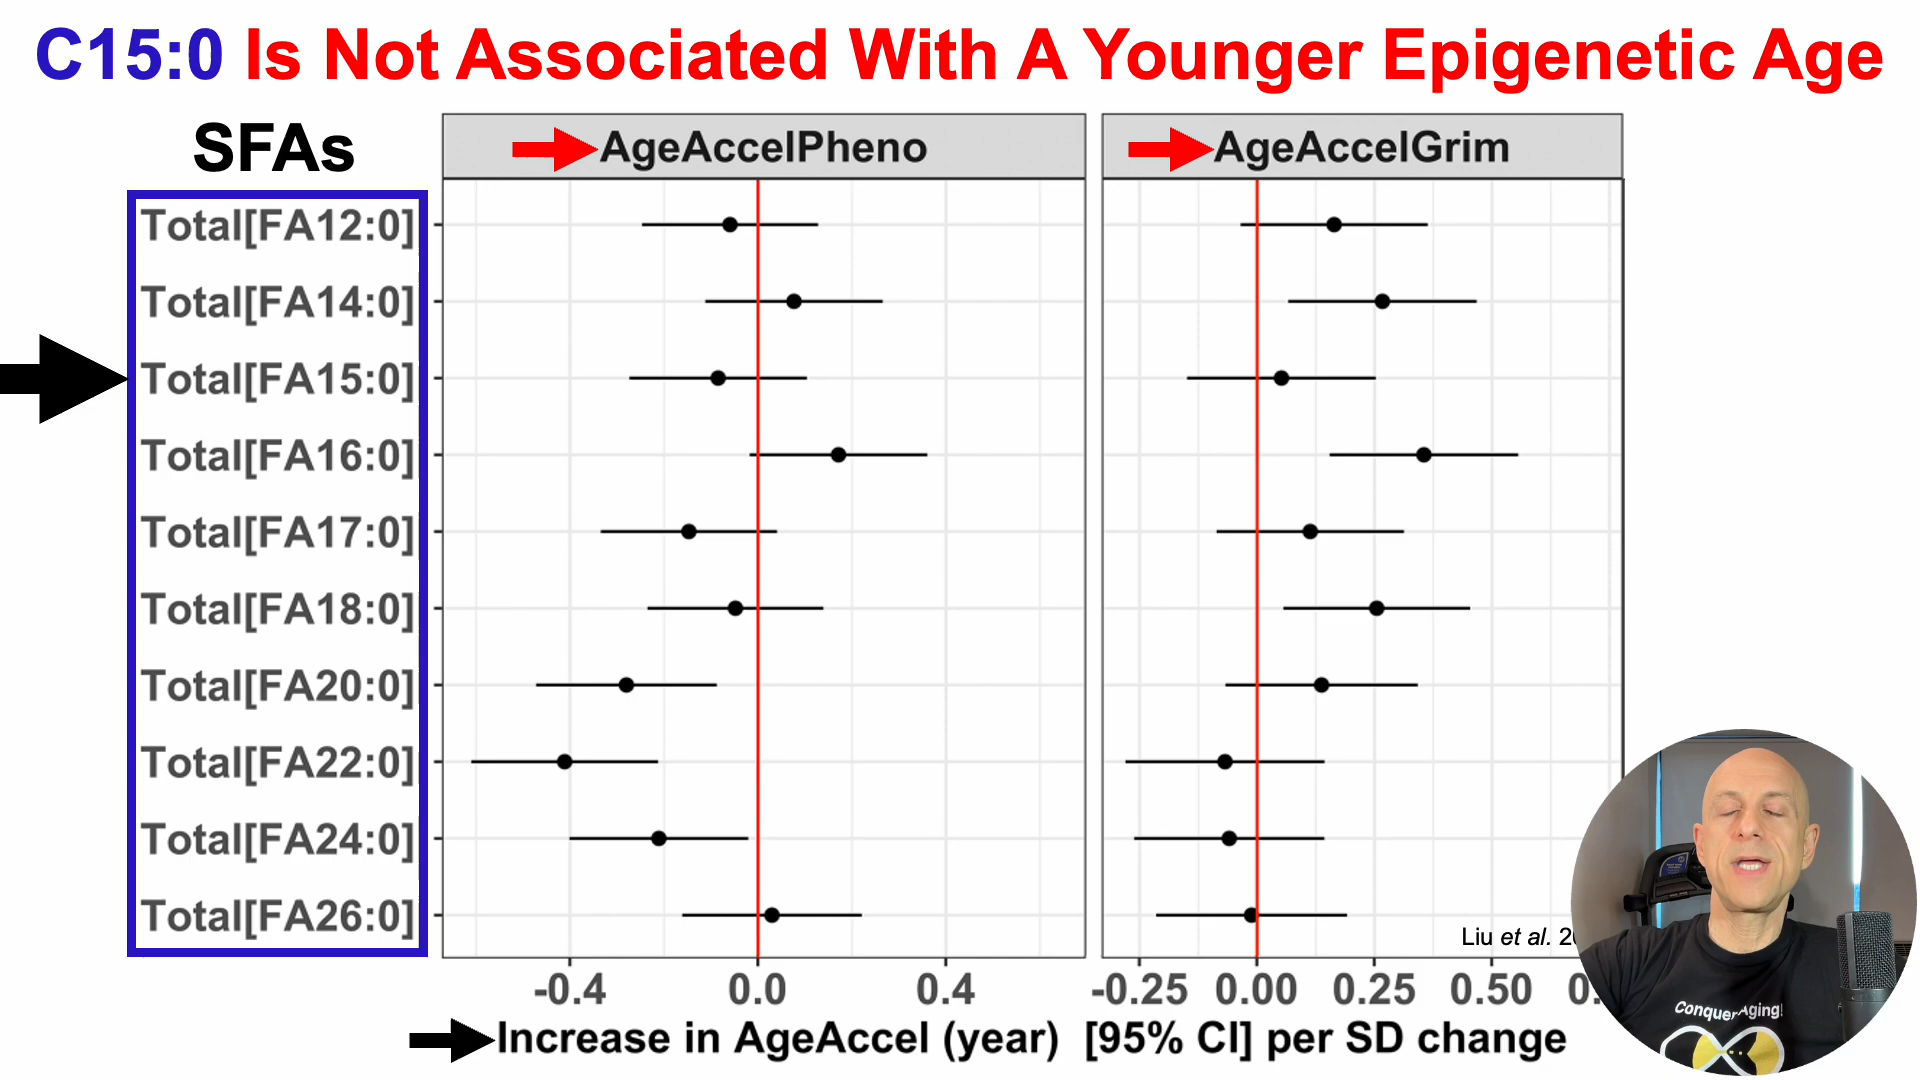 C15:0 Is Not Associated With A Younger Epigenetic Age
SFAs
AgeAccelPheno
AgeAccelGrim
Total[FA12:0]
Total[FA14:0]
Total[FA15:0]
Total[FA16:0]
Total[FA17:0]
Total[FA18:0]
Total[FA20:0]
Total[FA22:0]
Total[FA24:0]
Total[FA26:0]
Liu et al.
-0.4 0.0 0.4
-0.25 0.00 0.25 0.50
Increase in AgeAccel (year) [95% CI] per SD change
Conquer Aging!